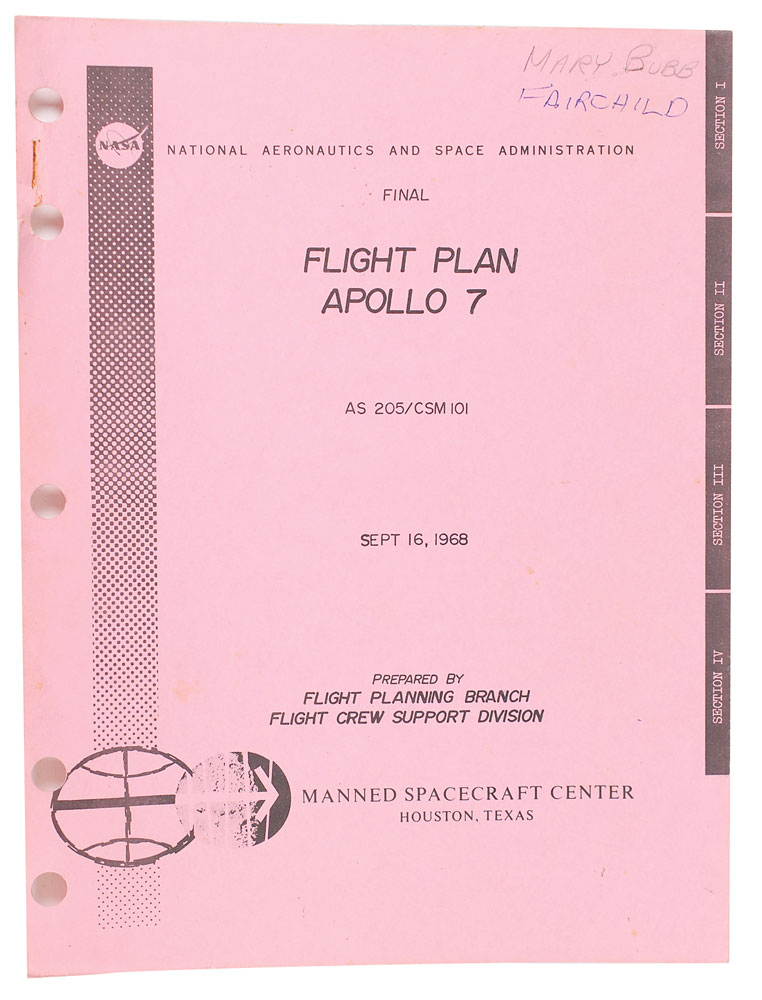 MARY BUBB
FAIRCHILD
NASA
NATIONAL AERONAUTICS AND SPACE ADMINISTRATION
FINAL
FLIGHT PLAN
APOLLO 7
AS 205/CSM 101
SEPT 16, 1968
PREPARED BY
FLIGHT PLANNING BRANCH
FLIGHT CREW SUPPORT DIVISION
MANNED SPACECRAFT CENTER
HOUSTON, TEXAS
SECTION I
SECTION II
SECTION III
SECTION IV